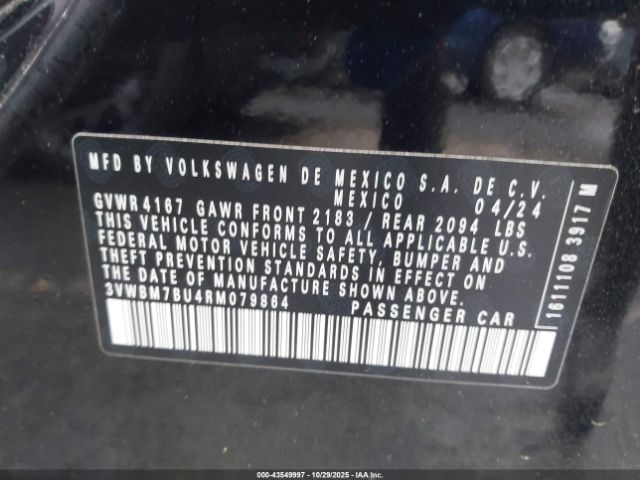 MFD BY VOLKSWAGEN DE MEXICO S.A. DE C.V.
MEXICO 04/24
GVWR 4167 GAWR FRONT 2183 / REAR 2094 LBS
THIS VEHICLE CONFORMS TO ALL APPLICABLE U.S.
FEDERAL MOTOR VEHICLE SAFETY, BUMPER AND
THEFT PREVENTION STANDARDS IN EFFECT ON
THE DATE OF MANUFACTURE SHOWN ABOVE.
3VWBM7BU4RM079864 PASSENGER CAR
1611108 3917 M
000-43549997 - 10/29/2025 - IAAI.COM